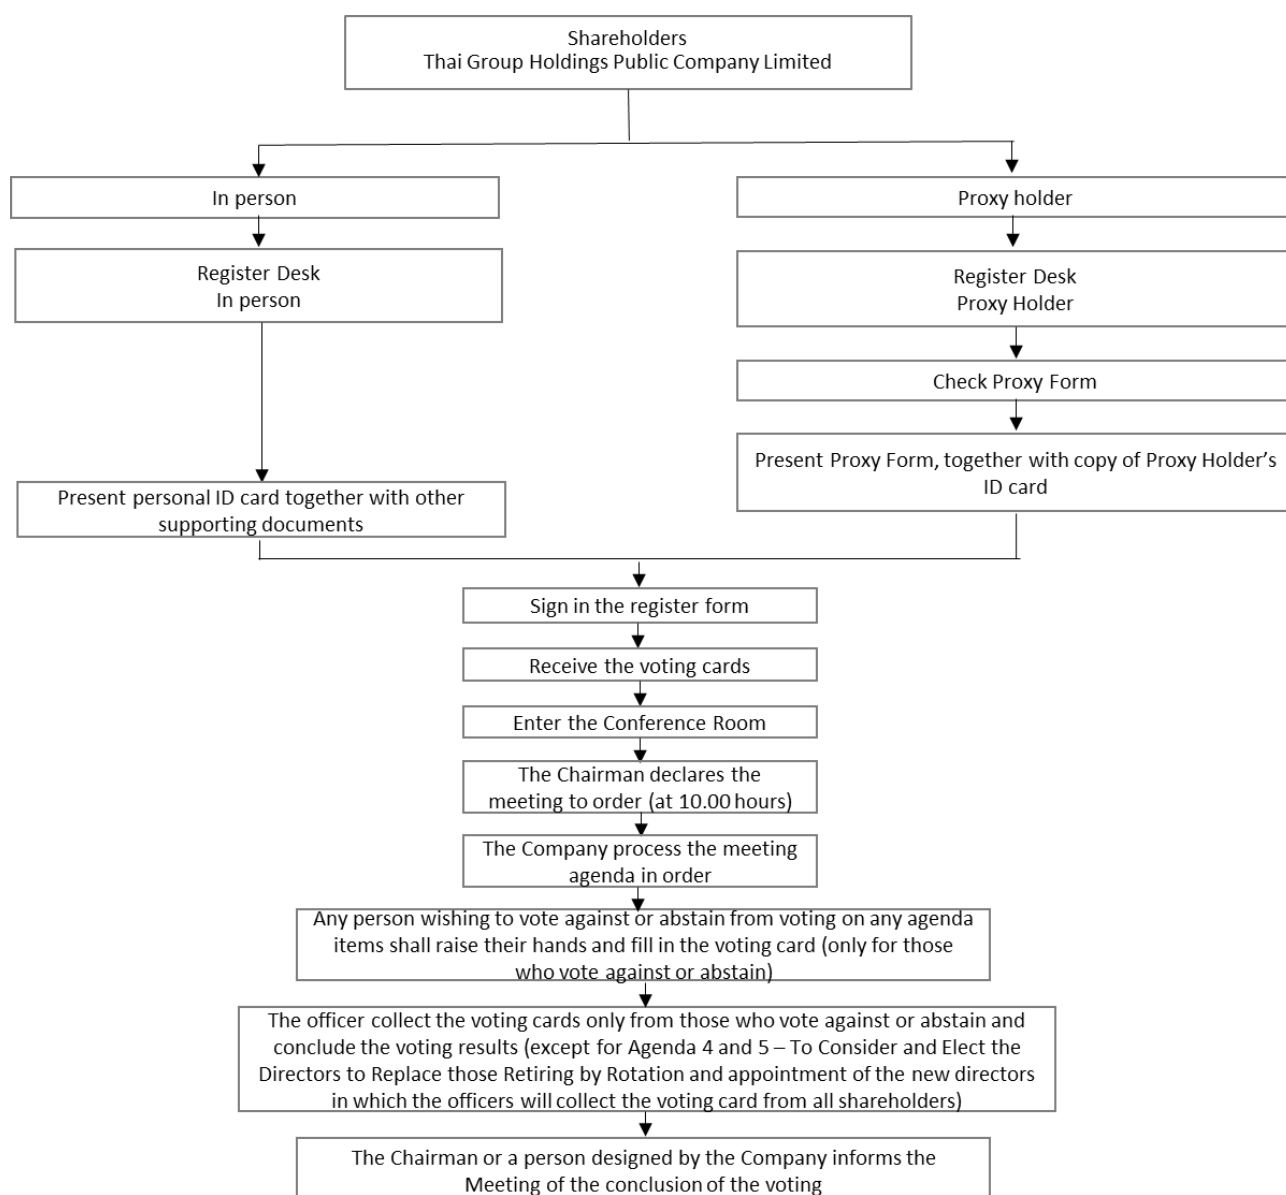 Shareholders
Thai Group Holdings Public Company Limited
In person
Proxy holder
Register Desk
In person
Register Desk
Proxy Holder
Check Proxy Form
Present Proxy Form, together with copy of Proxy Holder’s
ID card
Present personal ID card together with other
supporting documents
Sign in the register form
Receive the voting cards
Enter the Conference Room
The Chairman declares the
meeting to order (at 10.00 hours)
The Company process the meeting
agenda in order
Any person wishing to vote against or abstain from voting on any agenda
items shall raise their hands and fill in the voting card (only for those
who vote against or abstain)
The officer collect the voting cards only from those who vote against or abstain and
conclude the voting results (except for Agenda 4 and 5 – To Consider and Elect the
Directors to Replace those Retiring by Rotation and appointment of the new directors
in which the officers will collect the voting card from all shareholders)
The Chairman or a person designed by the Company informs the
Meeting of the conclusion of the voting